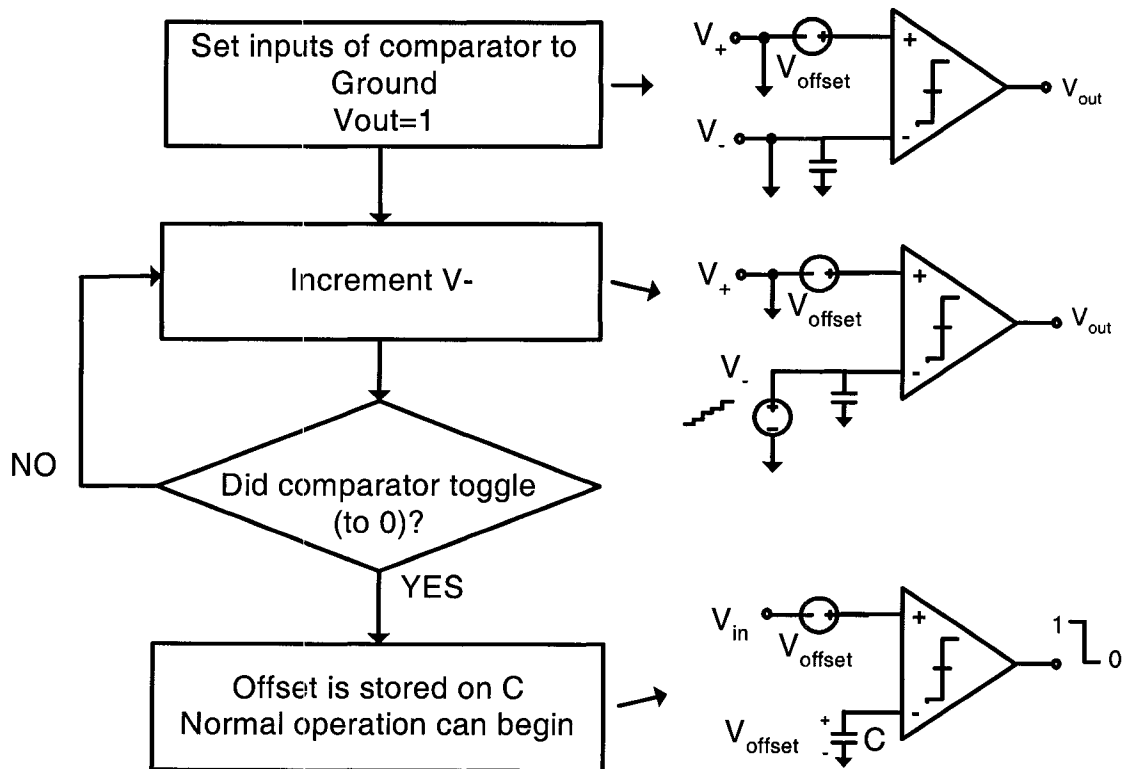 Set inputs of comparator to
Ground
Vout=1
V+
Voffset
+
V-
-
Vout
Increment V-
V+
Voffset
+
V-
+
-
-
Vout
NO
Did comparator toggle
(to 0)?
YES
Offset is stored on C
Normal operation can begin
Vin
Voffset
+
-
1
0
Voffset
+
-
C